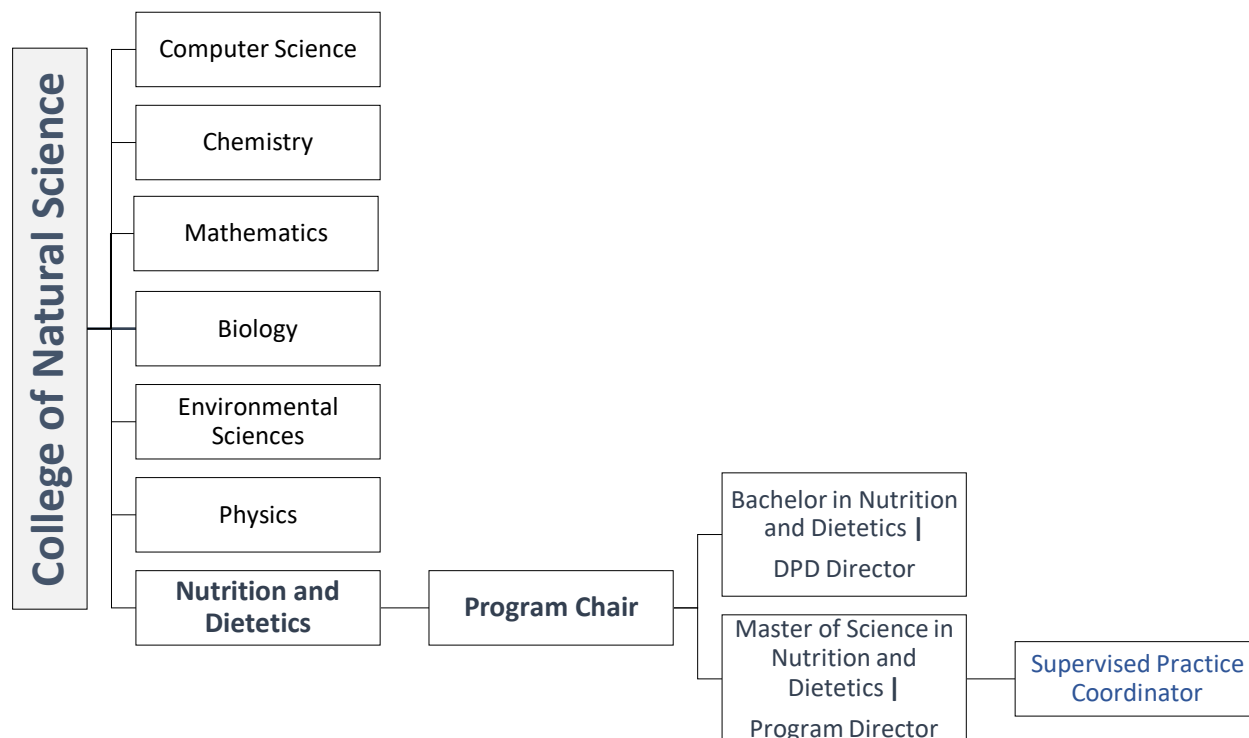 College of Natural Science
Computer Science
Chemistry
Mathematics
Biology
Environmental
Sciences
Physics
Nutrition and
Dietetics
Program Chair
Bachelor in Nutrition
and Dietetics |
DPD Director
Master of Science in
Nutrition and
Dietetics |
Program Director
Supervised Practice
Coordinator